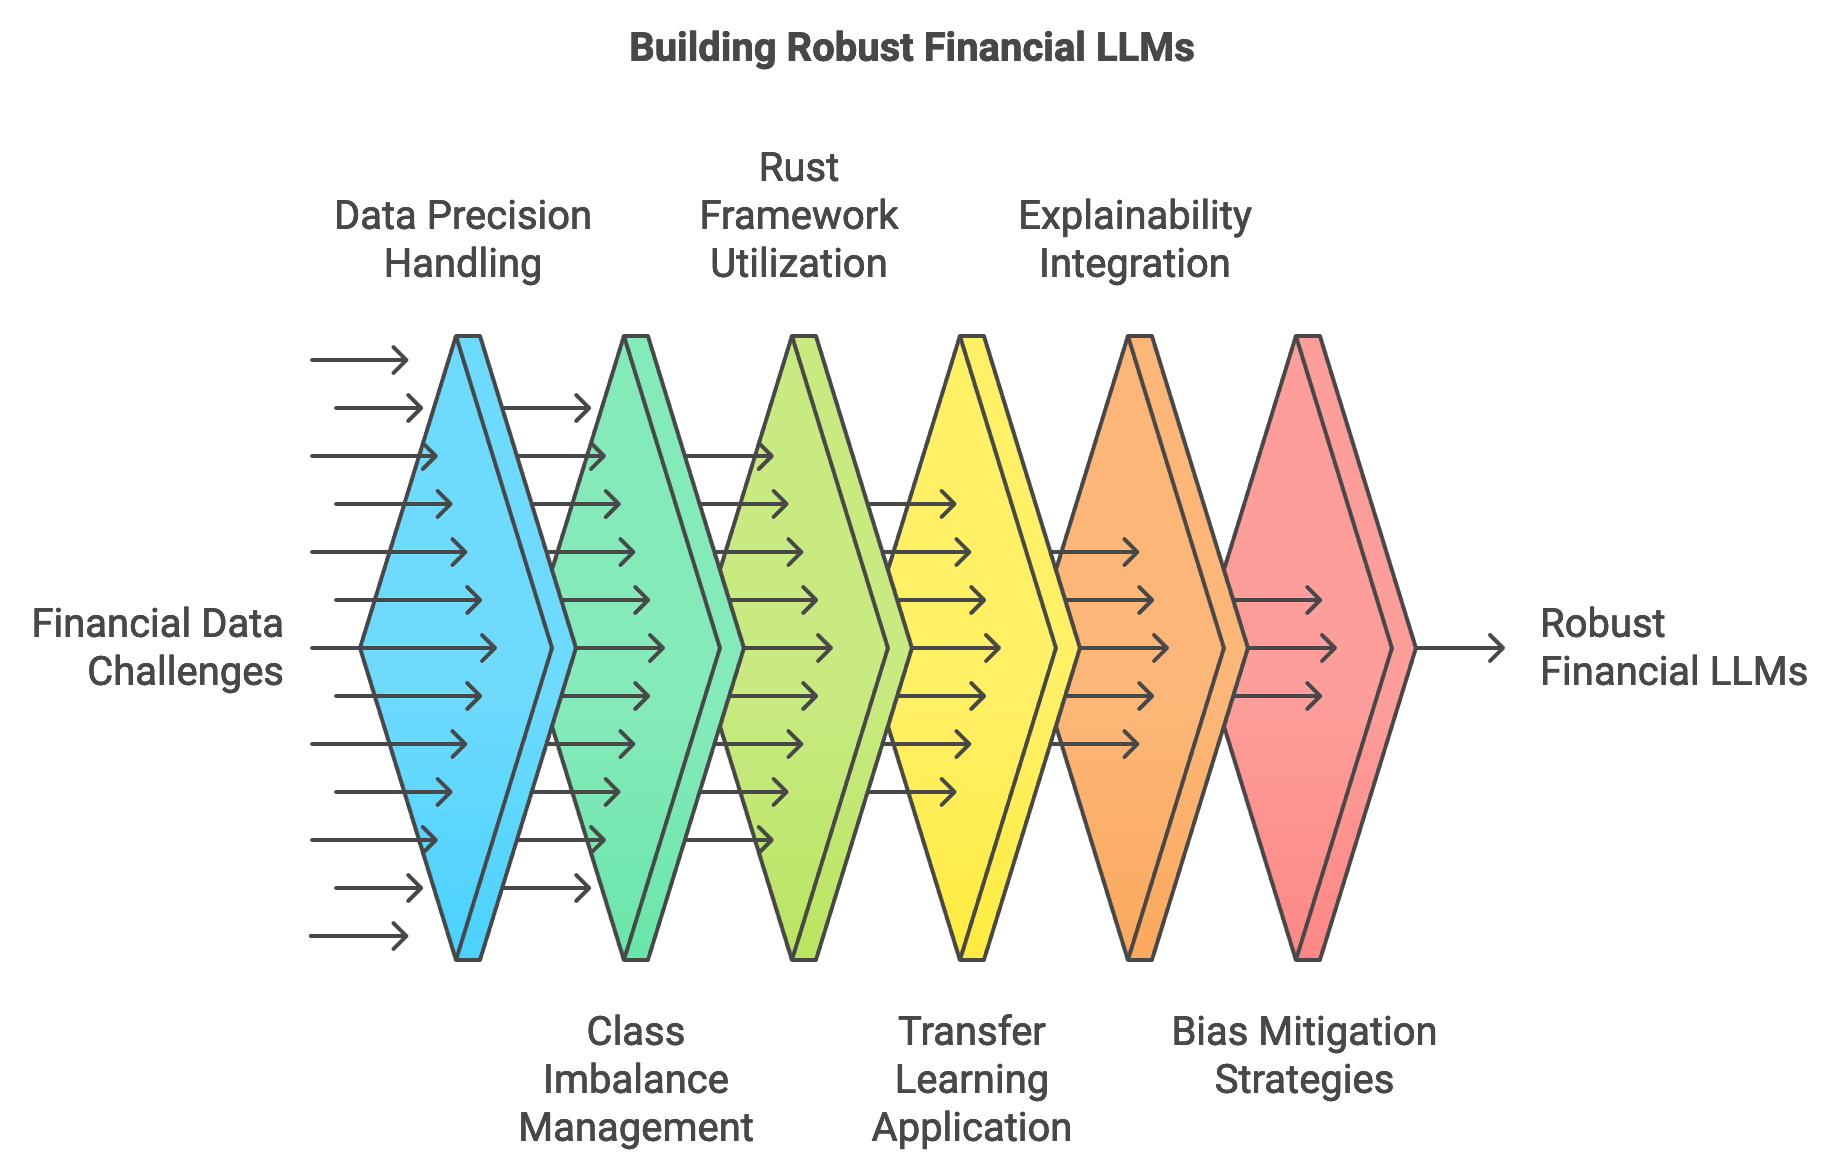 Building Robust Financial LLMs
Data Precision
Handling
Rust
Framework
Utilization
Explainability
Integration
Financial Data
Challenges
Robust
Financial LLMs
Class
Imbalance
Management
Transfer
Learning
Application
Bias Mitigation
Strategies